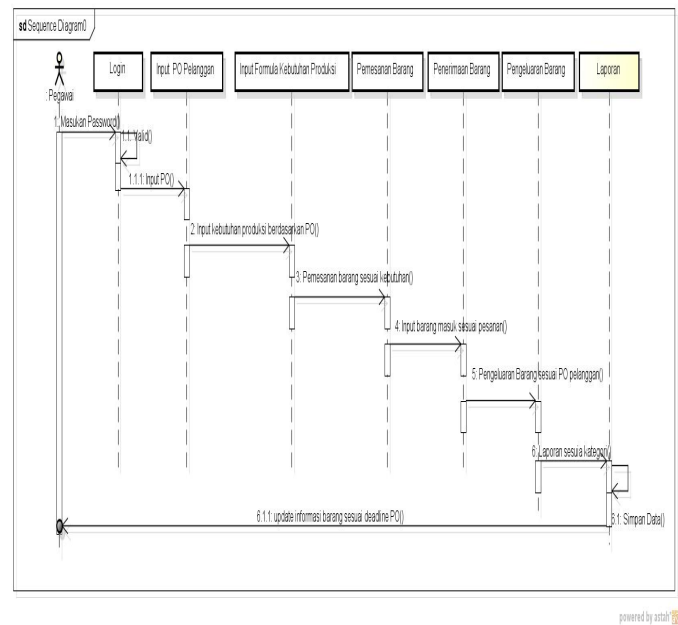 sd Sequence Diagram0
: Pegawai
Login
Input PO Pelanggan
Input Formula Kebutuhan Produksi
Pemesanan Barang
Penerimaan Barang
Pengeluaran Barang
Laporan
1: Masukan Password()
1.1: Valid()
1.1.1: Input PO()
2: Input kebutuhan produksi berdasarkan PO()
3: Pemesanan barang sesuai kebutuhan()
4: Input barang masuk sesuai pesanan()
5: Pengeluaran Barang sesuai PO pelanggan()
6: Laporan sesuia kategori()
6.1: Simpan Data()
6.1.1: update informasi barang sesuai deadline PO()
powered by astah*